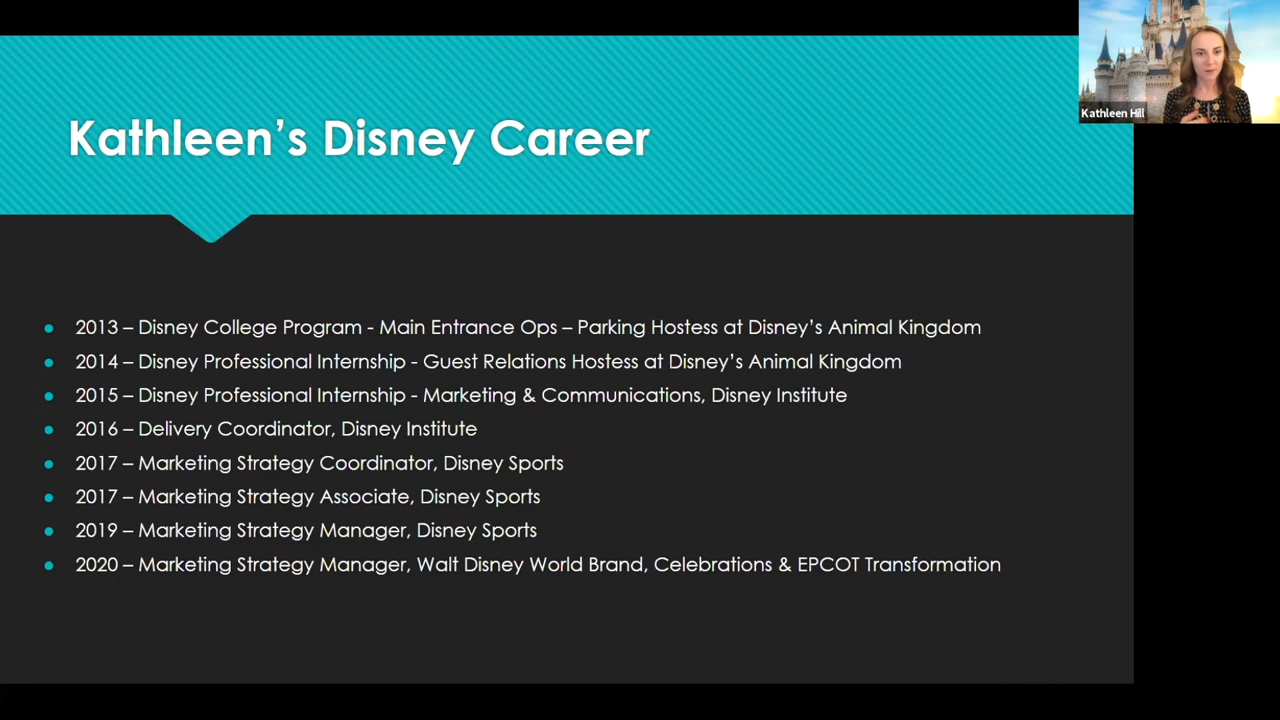 Kathleen Hill
Kathleen’s Disney Career
2013 – Disney College Program - Main Entrance Ops – Parking Hostess at Disney’s Animal Kingdom
2014 – Disney Professional Internship - Guest Relations Hostess at Disney’s Animal Kingdom
2015 – Disney Professional Internship - Marketing & Communications, Disney Institute
2016 – Delivery Coordinator, Disney Institute
2017 – Marketing Strategy Coordinator, Disney Sports
2017 – Marketing Strategy Associate, Disney Sports
2019 – Marketing Strategy Manager, Disney Sports
2020 – Marketing Strategy Manager, Walt Disney World Brand, Celebrations & EPCOT Transformation